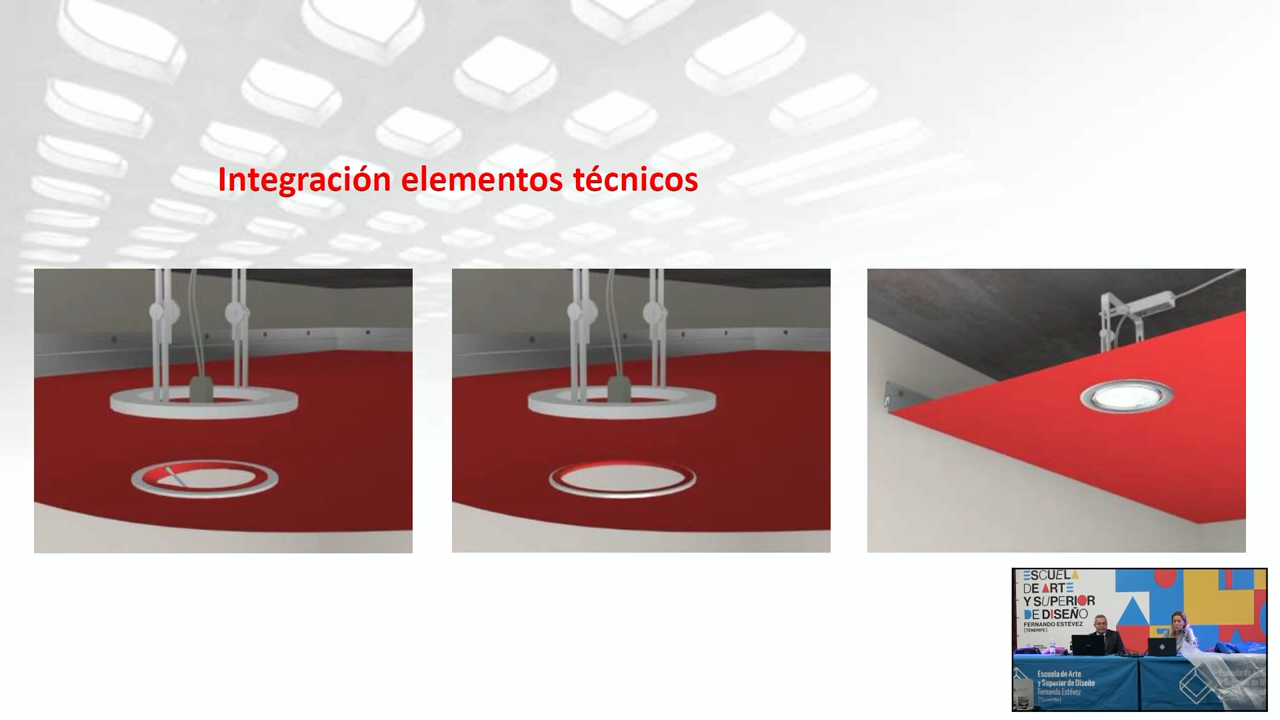 Integración elementos técnicos
ESCUELA
DE ARTE
Y SUPERIOR
DE DISEÑO
FERNANDO ESTÉVEZ
[TENERIFE]
Escuela de Arte
y Superior de Diseño
Fernando Estévez
[Tenerife]